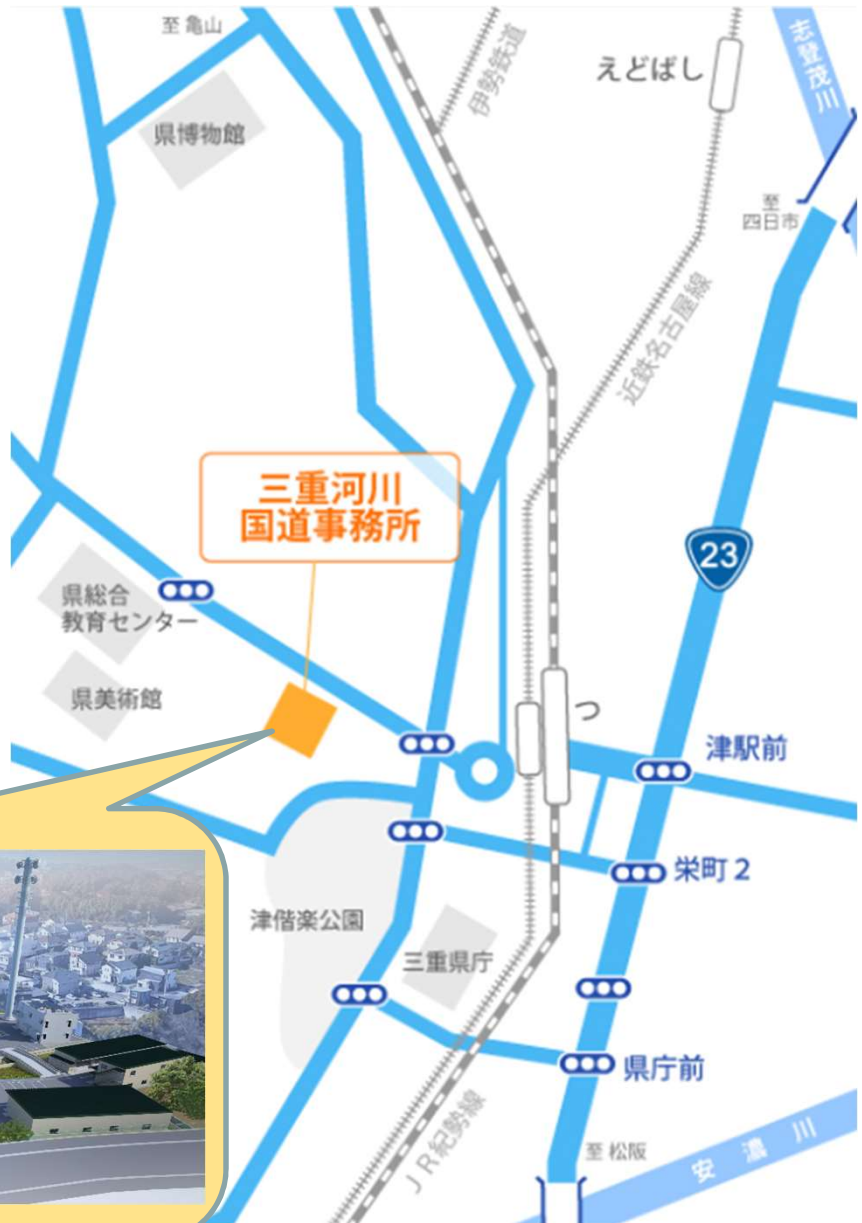 至 亀山
伊勢鉄道
えどばし
志登茂川
県博物館
至
四日市
近鉄名古屋線
三重河川
国道事務所
23
県総合
教育センター
県美術館
つ
津駅前
栄町2
津偕楽公園
三重県庁
県庁前
JR紀勢線
至 松阪
安濃川